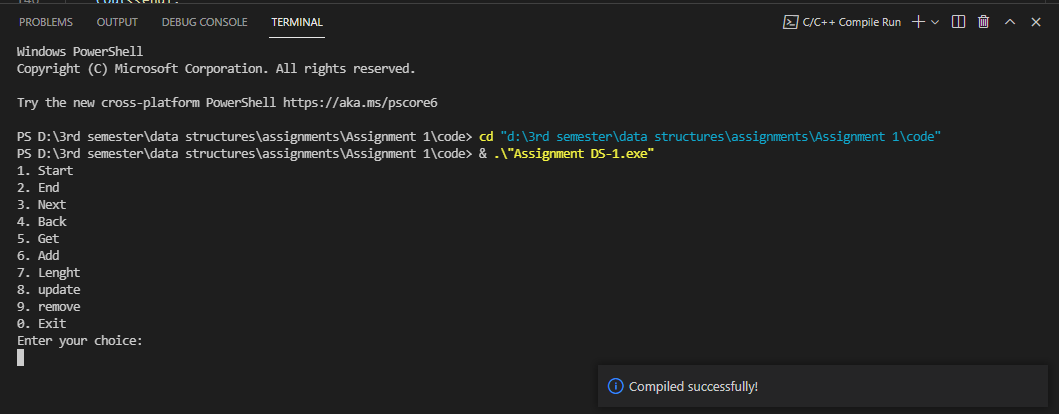 PROBLEMS OUTPUT DEBUG CONSOLE TERMINAL C/C++ Compile Run
Windows PowerShell
Copyright (C) Microsoft Corporation. All rights reserved.
Try the new cross-platform PowerShell https://aka.ms/pscore6
PS D:\3rd semester\data structures\assignments\Assignment 1\code> cd "d:\3rd semester\data structures\assignments\Assignment 1\code"
PS D:\3rd semester\data structures\assignments\Assignment 1\code> & .\"Assignment DS-1.exe"
1. Start
2. End
3. Next
4. Back
5. Get
6. Add
7. Lenght
8. update
9. remove
0. Exit
Enter your choice:
Compiled successfully!